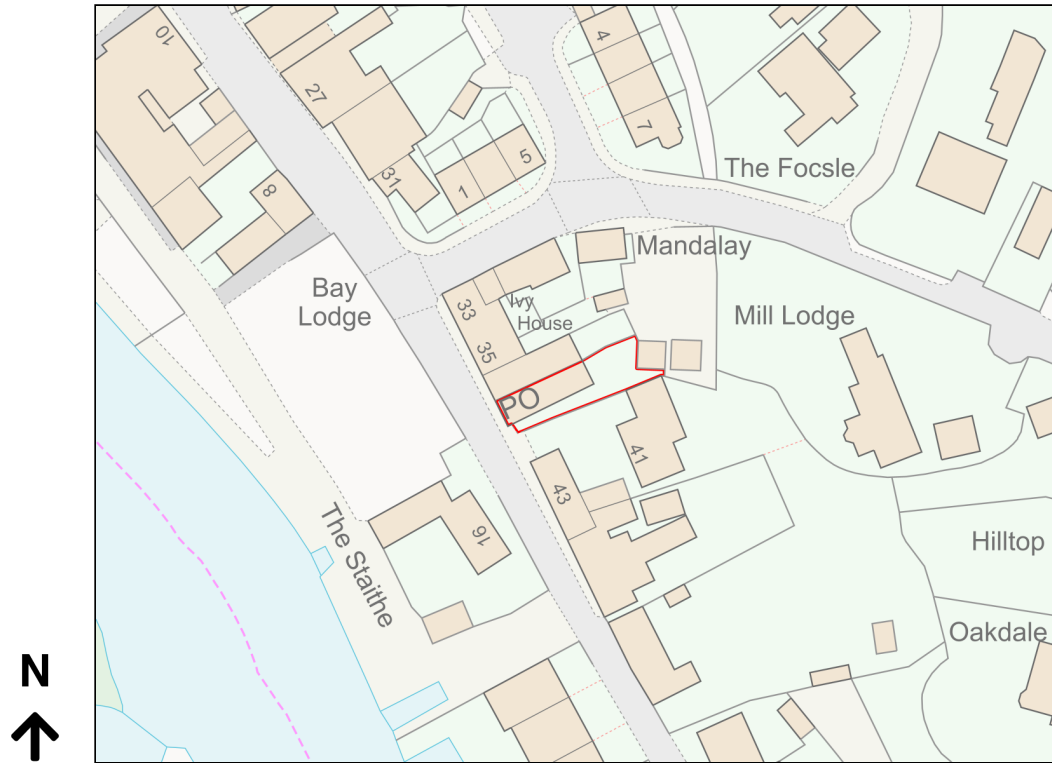 10
4
27
7
5
The Focsle
31
1
8
Mandalay
Bay
Lodge
33
Ivy
House
Mill Lodge
35
PO
41
43
The Staithe
16
Hilltop
Oakdale
N